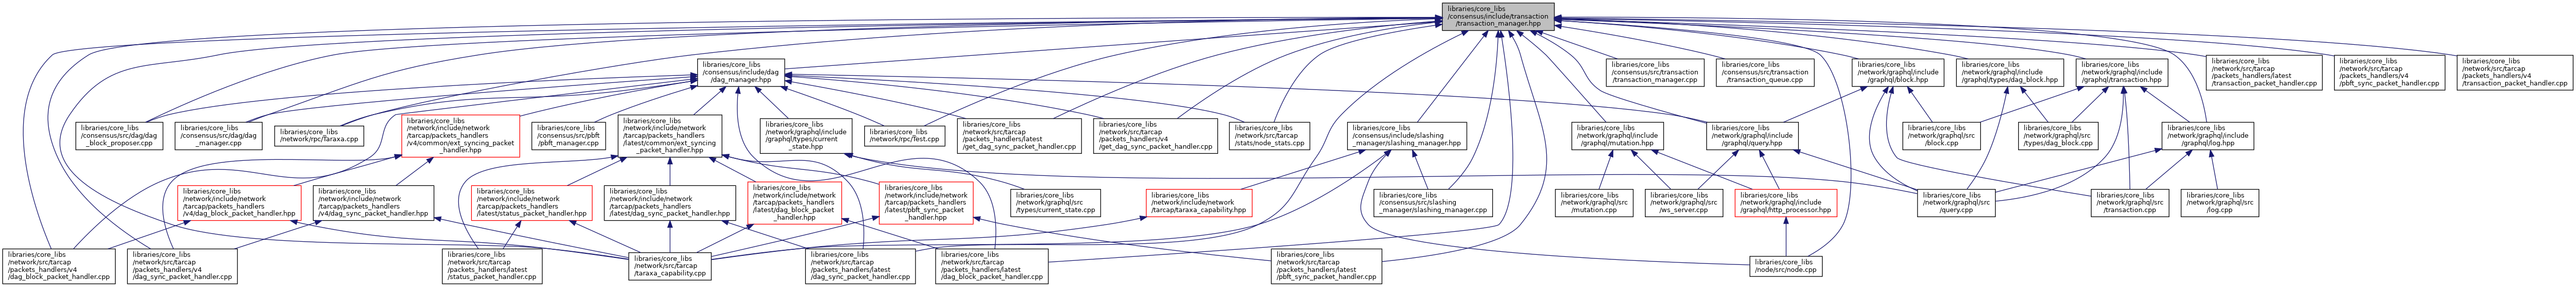 libraries/core_libs
/consensus/include/transaction
/transaction_manager.hpp
libraries/core_libs
/consensus/include/dag
/dag_manager.hpp
libraries/core_libs
/consensus/src/transaction
/transaction_manager.cpp
libraries/core_libs
/consensus/src/transaction
/transaction_queue.cpp
libraries/core_libs
/network/graphql/include
/graphql/block.hpp
libraries/core_libs
/network/graphql/include
/graphql/types/dag_block.hpp
libraries/core_libs
/network/graphql/include
/graphql/transaction.hpp
libraries/core_libs
/network/src/tarcap
/packets_handlers/latest
/transaction_packet_handler.cpp
libraries/core_libs
/network/src/tarcap
/packets_handlers/v4
/pbft_sync_packet_handler.cpp
libraries/core_libs
/network/src/tarcap
/packets_handlers/v4
/transaction_packet_handler.cpp
libraries/core_libs
/consensus/src/dag/dag
_block_proposer.cpp
libraries/core_libs
/consensus/src/dag/dag
_manager.cpp
libraries/core_libs
/network/rpc/Taraxa.cpp
libraries/core_libs
/network/include/network
/tarcap/packets_handlers
/v4/common/ext_syncing_packet
_handler.hpp
libraries/core_libs
/consensus/src/pbft
/pbft_manager.cpp
libraries/core_libs
/network/include/network
/tarcap/packets_handlers
/latest/common/ext_syncing
_packet_handler.hpp
libraries/core_libs
/network/graphql/include
/graphql/types/current
_state.hpp
libraries/core_libs
/network/rpc/Test.cpp
libraries/core_libs
/network/src/tarcap
/packets_handlers/latest
/get_dag_sync_packet_handler.cpp
libraries/core_libs
/network/src/tarcap
/packets_handlers/v4
/get_dag_sync_packet_handler.cpp
libraries/core_libs
/network/src/tarcap
/stats/node_stats.cpp
libraries/core_libs
/consensus/include/slashing
_manager/slashing_manager.hpp
libraries/core_libs
/network/graphql/include
/graphql/mutation.hpp
libraries/core_libs
/network/graphql/include
/graphql/query.hpp
libraries/core_libs
/network/graphql/src
/block.cpp
libraries/core_libs
/network/graphql/src
/types/dag_block.cpp
libraries/core_libs
/network/graphql/include
/graphql/log.hpp
libraries/core_libs
/network/include/network
/tarcap/packets_handlers
/v4/dag_block_packet_handler.hpp
libraries/core_libs
/network/include/network
/tarcap/packets_handlers
/v4/dag_sync_packet_handler.hpp
libraries/core_libs
/network/include/network
/tarcap/packets_handlers
/latest/status_packet_handler.hpp
libraries/core_libs
/network/include/network
/tarcap/packets_handlers
/latest/dag_sync_packet_handler.hpp
libraries/core_libs
/network/include/network
/tarcap/packets_handlers
/latest/dag_block_packet
_handler.hpp
libraries/core_libs
/network/include/network
/tarcap/packets_handlers
/latest/pbft_sync_packet
_handler.hpp
libraries/core_libs
/network/graphql/src
/types/current_state.cpp
libraries/core_libs
/network/include/network
/tarcap/taraxa_capability.hpp
libraries/core_libs
/consensus/src/slashing
_manager/slashing_manager.cpp
libraries/core_libs
/network/graphql/src
/mutation.cpp
libraries/core_libs
/network/graphql/src
/ws_server.cpp
libraries/core_libs
/network/graphql/include
/graphql/http_processor.hpp
libraries/core_libs
/network/graphql/src
/query.cpp
libraries/core_libs
/network/graphql/src
/transaction.cpp
libraries/core_libs
/network/graphql/src
/log.cpp
libraries/core_libs
/network/src/tarcap
/packets_handlers/v4
/dag_block_packet_handler.cpp
libraries/core_libs
/network/src/tarcap
/packets_handlers/v4
/dag_sync_packet_handler.cpp
libraries/core_libs
/network/src/tarcap
/packets_handlers/latest
/status_packet_handler.cpp
libraries/core_libs
/network/src/tarcap
/taraxa_capability.cpp
libraries/core_libs
/network/src/tarcap
/packets_handlers/latest
/dag_sync_packet_handler.cpp
libraries/core_libs
/network/src/tarcap
/packets_handlers/latest
/dag_block_packet_handler.cpp
libraries/core_libs
/network/src/tarcap
/packets_handlers/latest
/pbft_sync_packet_handler.cpp
libraries/core_libs
/node/src/node.cpp